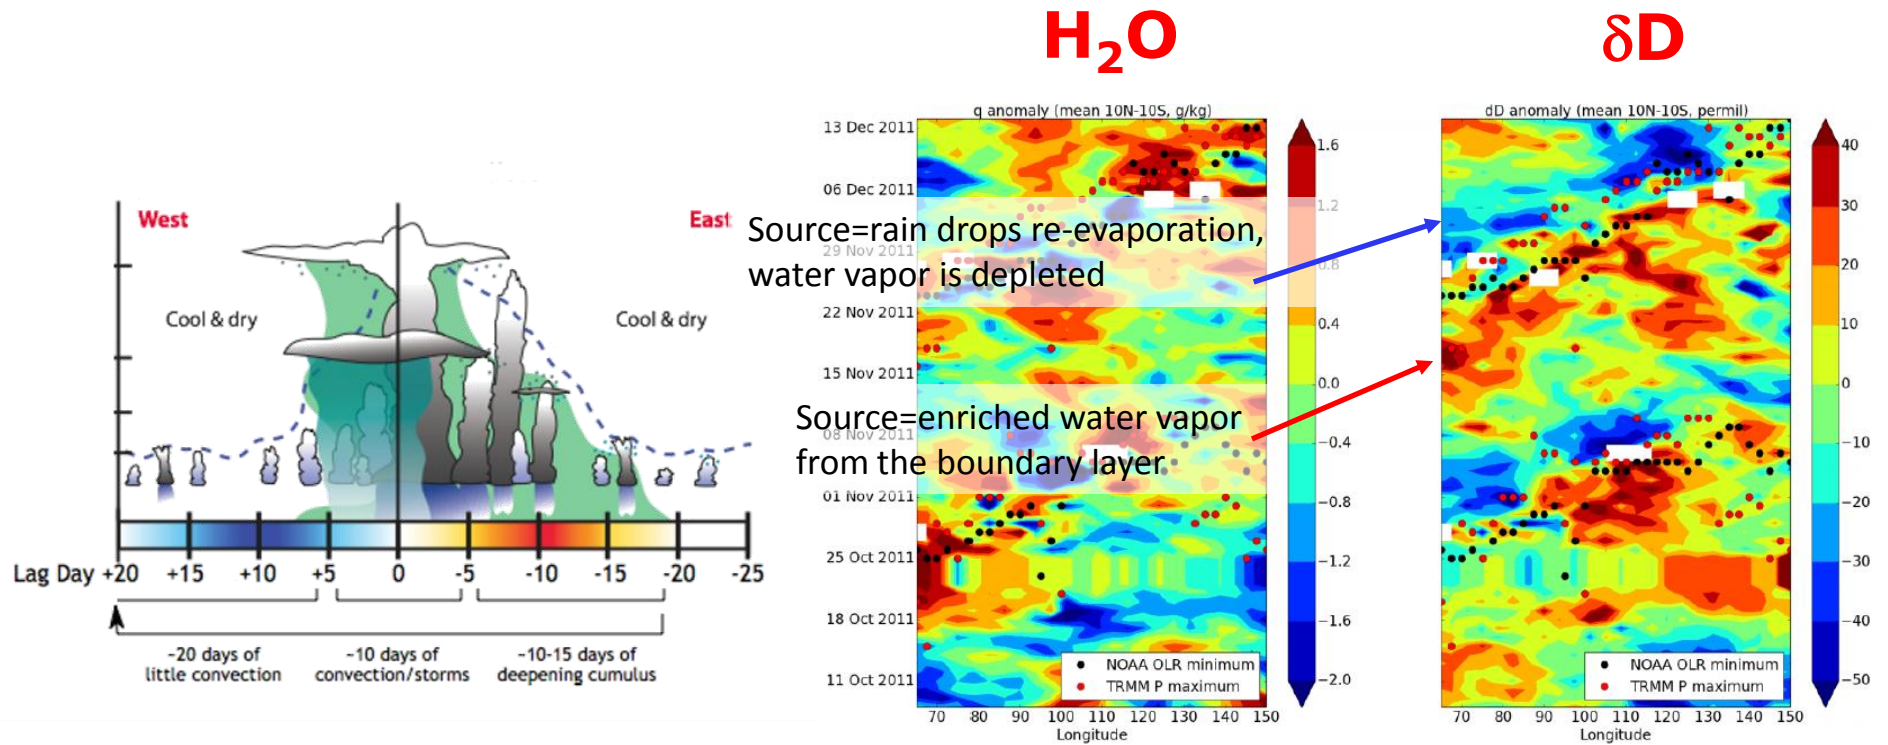 H₂O
δD
q anomaly (mean 10N-10S, g/kg)
dD anomaly (mean 10N-10S, permil)
West
East
Cool & dry
Cool & dry
Lag Day +20 +15 +10 +5 0 -5 -10 -15 -20 -25
~20 days of
little convection
~10 days of
convection/storms
~10-15 days of
deepening cumulus
Source=rain drops re-evaporation,
water vapor is depleted
Source=enriched water vapor
from the boundary layer
13 Dec 2011
06 Dec 2011
29 Nov 2011
22 Nov 2011
15 Nov 2011
08 Nov 2011
01 Nov 2011
25 Oct 2011
18 Oct 2011
11 Oct 2011
NOAA OLR minimum
TRMM P maximum
70 80 90 100 110 120 130 140 150
Longitude
1.6
1.2
0.8
0.4
0.0
−0.4
−0.8
−1.2
−1.6
−2.0
NOAA OLR minimum
TRMM P maximum
70 80 90 100 110 120 130 140 150
Longitude
40
30
20
10
0
−10
−20
−30
−40
−50